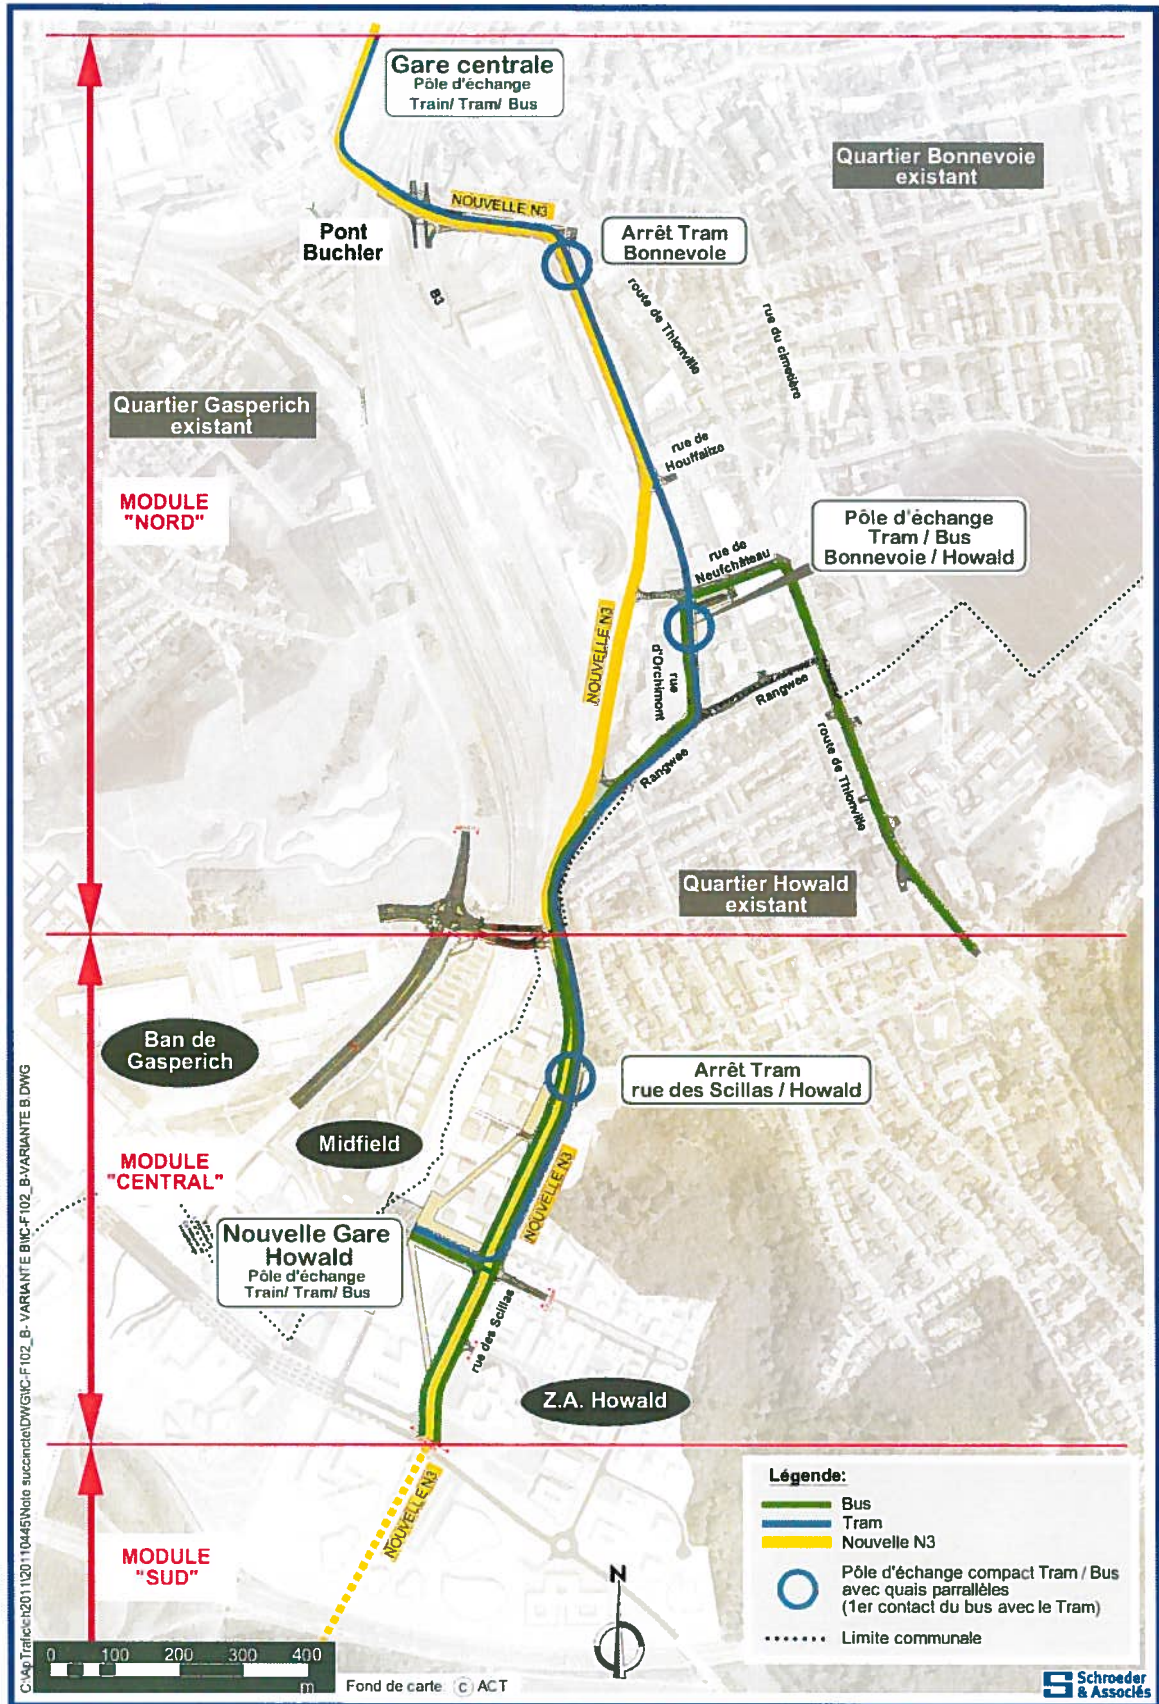 Gare centrale
Pôle d'échange
Train/ Tram/ Bus
Quartier Bonnevoie
existant
NOUVELLE N3
Pont
Buchler
Arrêt Tram
Bonnevoie
B3
route de Thionville
rue du cimetière
Quartier Gasperich
existant
rue de
Houffalize
MODULE
"NORD"
Pôle d'échange
Tram / Bus
Bonnevoie / Howald
rue de
Neufchâteau
NOUVELLE N3
rue
d'Orchimont
Rangwee
Rangwee
route de Thionville
Quartier Howald
existant
Ban de
Gasperich
Arrêt Tram
rue des Scillas / Howald
Midfield
MODULE
"CENTRAL"
NOUVELLE N3
Nouvelle Gare
Howald
Pôle d'échange
Train/ Tram/ Bus
rue des Scillas
Z.A. Howald
NOUVELLE N3
MODULE
"SUD"
Légende:
Bus
Tram
Nouvelle N3
Pôle d'échange compact Tram / Bus
avec quais parrallèles
(1er contact du bus avec le Tram)
Limite communale
N
0 100 200 300 400
m
Fond de carte © ACT
Schroeder
& Associés